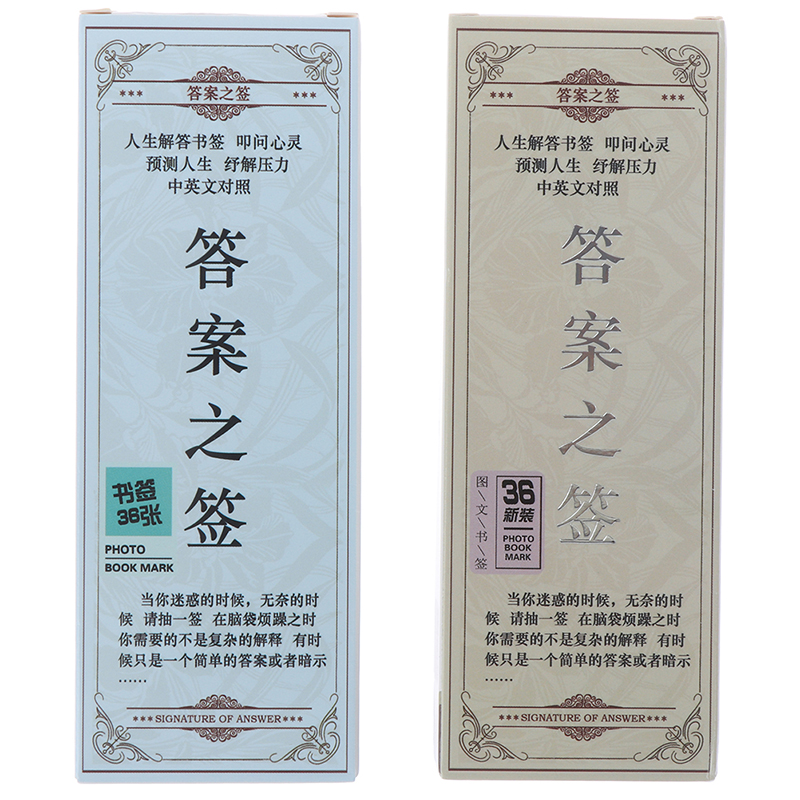 *** 答案之签 ***
人生解答书签 叩问心灵
预测人生 纾解压力
中英文对照
答案之签
书签
36张
PHOTO
BOOK MARK
当你迷惑的时候，无奈的时
候 请抽一签 在脑袋烦躁之时
你需要的不是复杂的解释 有时
候只是一个简单的答案或者暗示
……
***SIGNATURE OF ANSWER***
*** 答案之签 ***
人生解答书签 叩问心灵
预测人生 纾解压力
中英文对照
答案之签
图\文\书\签
36
新装
PHOTO
BOOK
MARK
当你迷惑的时候，无奈的时
候 请抽一签 在脑袋烦躁之时
你需要的不是复杂的解释 有时
候只是一个简单的答案或者暗示
……
***SIGNATURE OF ANSWER***